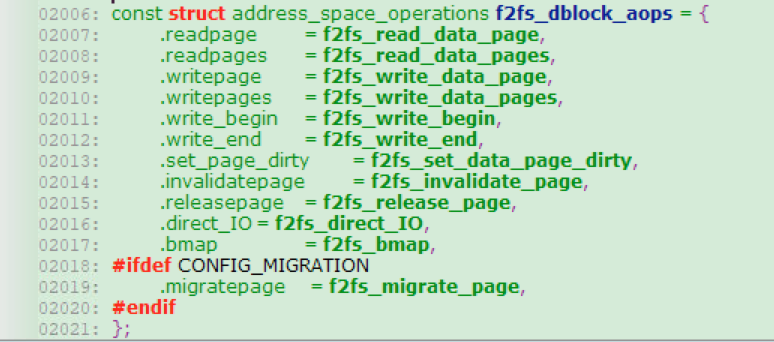 02006: const struct address_space_operations f2fs_dblock_aops = {
02007: .readpage = f2fs_read_data_page,
02008: .readpages = f2fs_read_data_pages,
02009: .writepage = f2fs_write_data_page,
02010: .writepages = f2fs_write_data_pages,
02011: .write_begin = f2fs_write_begin,
02012: .write_end = f2fs_write_end,
02013: .set_page_dirty = f2fs_set_data_page_dirty,
02014: .invalidatepage = f2fs_invalidate_page,
02015: .releasepage = f2fs_release_page,
02016: .direct_IO = f2fs_direct_IO,
02017: .bmap = f2fs_bmap,
02018: #ifdef CONFIG_MIGRATION
02019: .migratepage = f2fs_migrate_page,
02020: #endif
02021: };